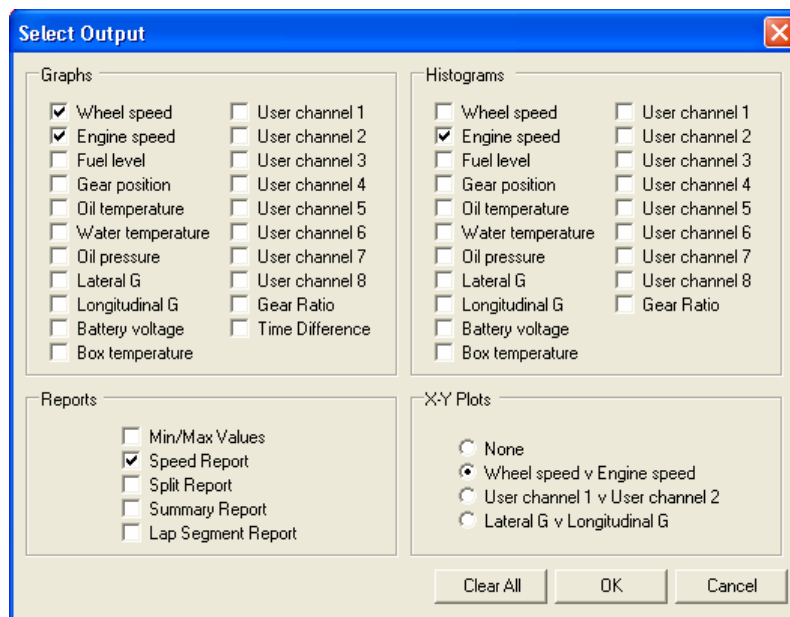 Select Output
Graphs
Wheel speed
Engine speed
Fuel level
Gear position
Oil temperature
Water temperature
Oil pressure
Lateral G
Longitudinal G
Battery voltage
Box temperature
User channel 1
User channel 2
User channel 3
User channel 4
User channel 5
User channel 6
User channel 7
User channel 8
Gear Ratio
Time Difference
Histograms
Wheel speed
Engine speed
Fuel level
Gear position
Oil temperature
Water temperature
Oil pressure
Lateral G
Longitudinal G
Battery voltage
Box temperature
User channel 1
User channel 2
User channel 3
User channel 4
User channel 5
User channel 6
User channel 7
User channel 8
Gear Ratio
Reports
Min/Max Values
Speed Report
Split Report
Summary Report
Lap Segment Report
X-Y Plots
None
Wheel speed v Engine speed
User channel 1 v User channel 2
Lateral G v Longitudinal G
Clear All
OK
Cancel